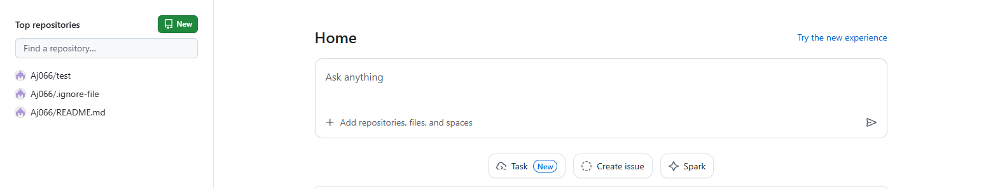 Top repositories
New
Find a repository...
Aj066/test
Aj066/.ignore-file
Aj066/README.md
Home
Try the new experience
Ask anything
Add repositories, files, and spaces
Task New
Create issue
Spark